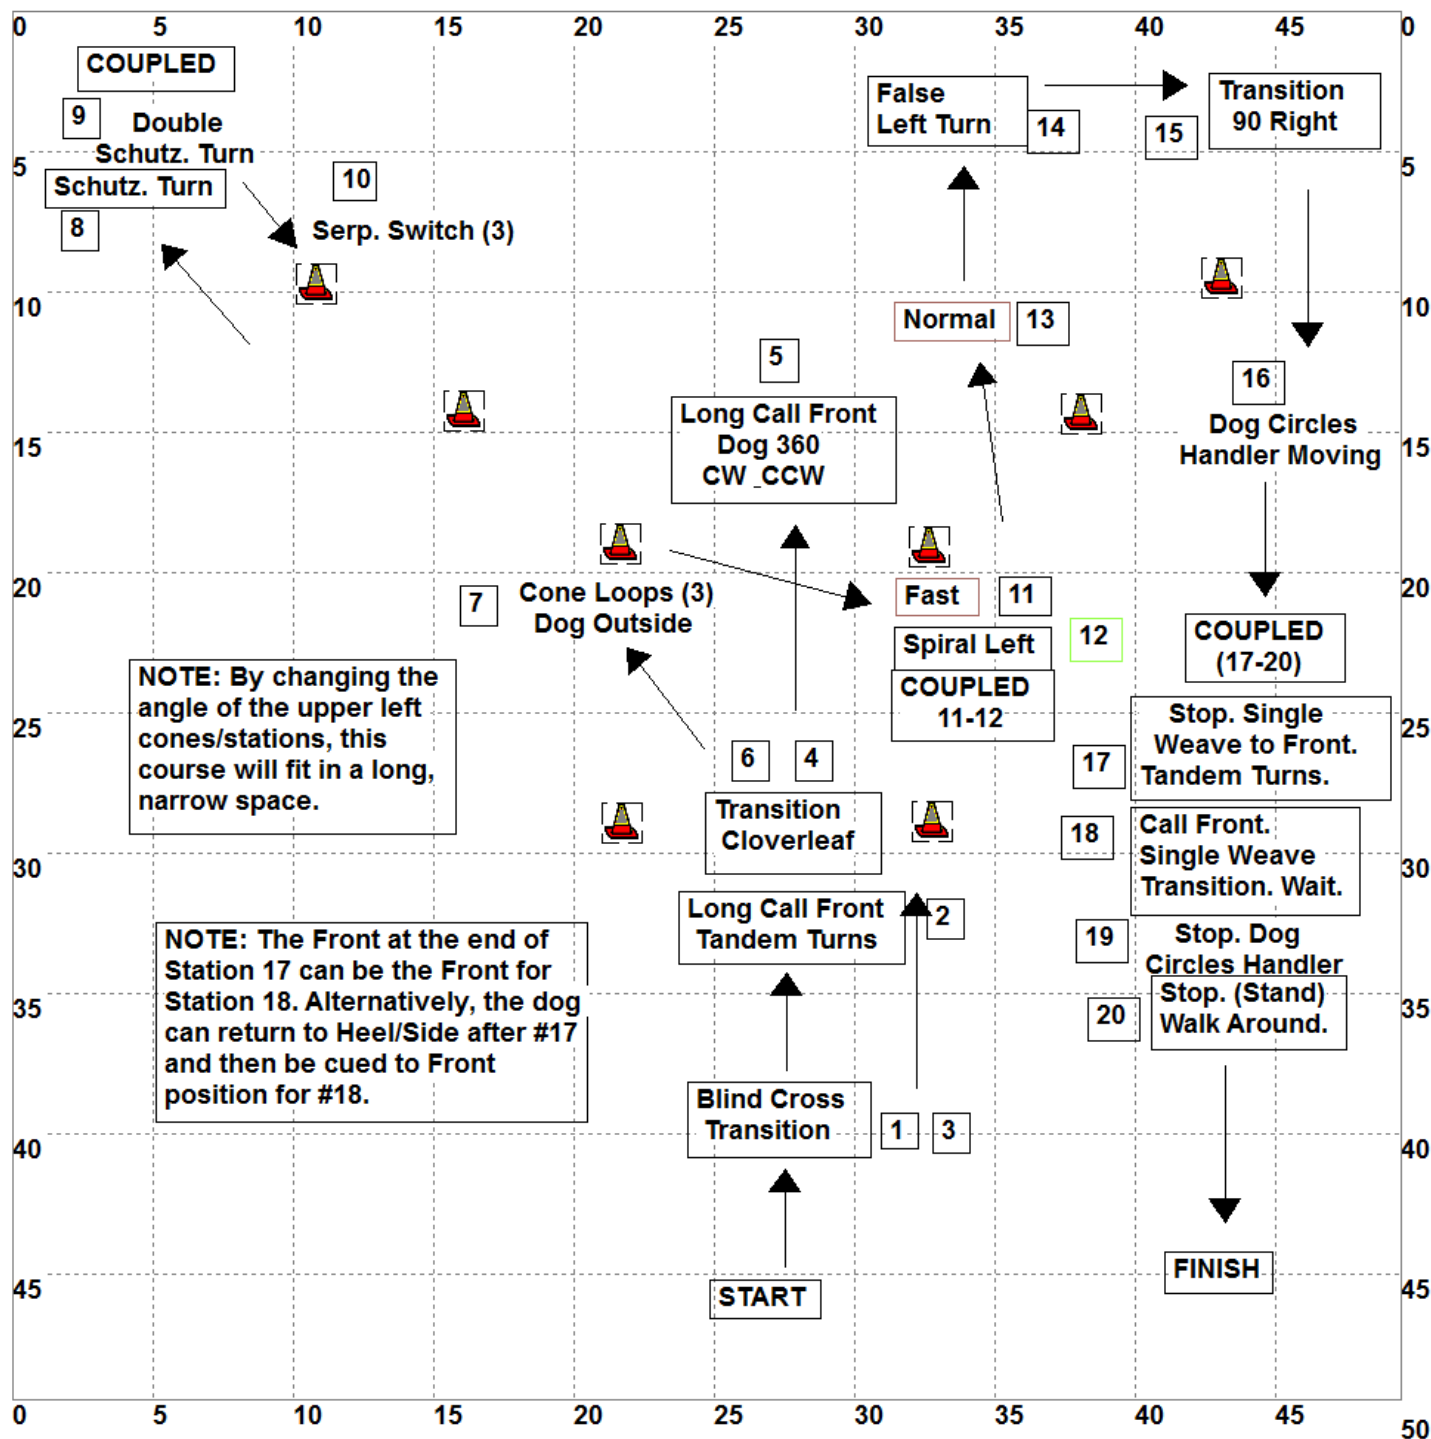 0 5 10 15 20 25 30 35 40 45 0
COUPLED
9
Double
Schutz. Turn
Schutz. Turn
8
10
Serp. Switch (3)
False
Left Turn
14
15
Transition
90 Right
5 5
10 10
Normal
13
5
Long Call Front
Dog 360
CW _CCW
16
Dog Circles
Handler Moving
15 15
20 20
7
Cone Loops (3)
Dog Outside
Fast
11
Spiral Left
12
COUPLED
11-12
COUPLED
(17-20)
NOTE: By changing the
angle of the upper left
cones/stations, this
course will fit in a long,
narrow space.
25 25
6
4
Transition
Cloverleaf
17
Stop. Single
Weave to Front.
Tandem Turns.
18
Call Front.
Single Weave
Transition. Wait.
30 30
Long Call Front
Tandem Turns
2
19
Stop. Dog
Circles Handler
20
Stop. (Stand)
Walk Around.
NOTE: The Front at the end of
Station 17 can be the Front for
Station 18. Alternatively, the dog
can return to Heel/Side after #17
and then be cued to Front
position for #18.
35 35
Blind Cross
Transition
1
3
40 40
START
FINISH
45 45
0 5 10 15 20 25 30 35 40 45 50